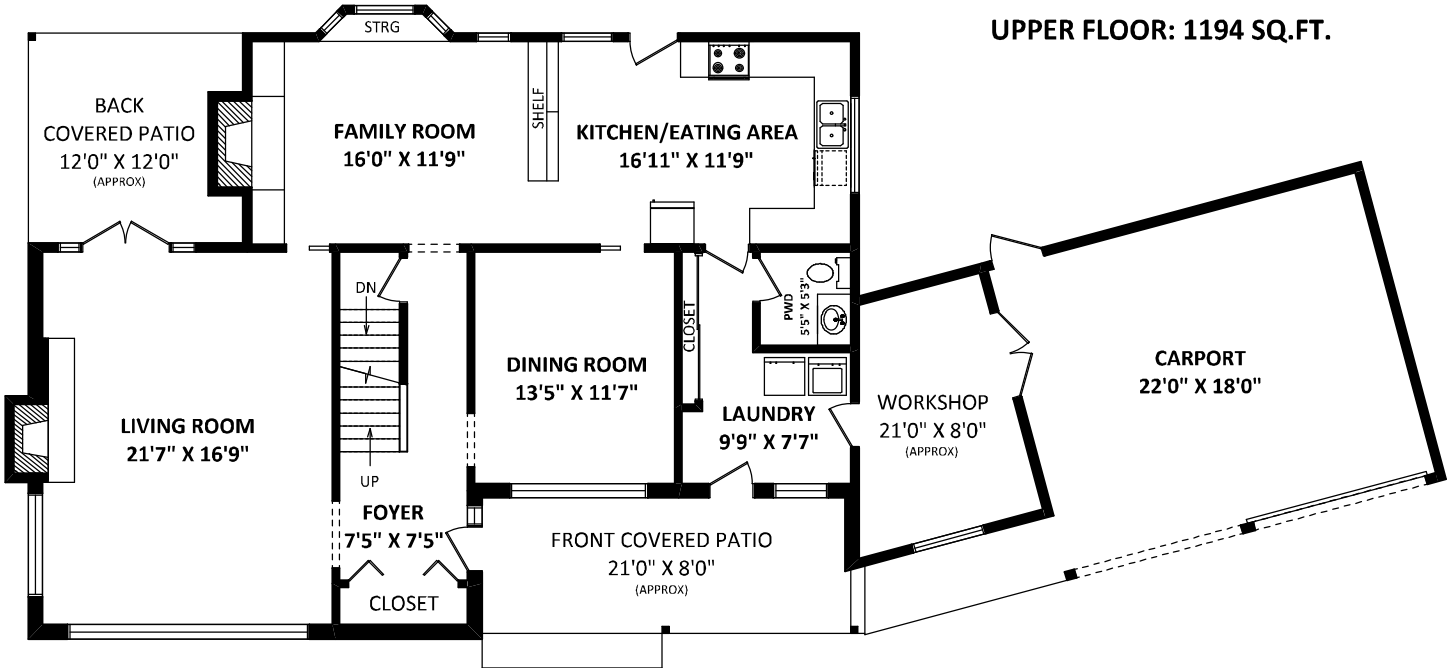 UPPER FLOOR: 1194 SQ.FT.
STRG
BACK
COVERED PATIO
12'0" X 12'0"
(APPROX)
FAMILY ROOM
16'0" X 11'9"
SHELF
KITCHEN/EATING AREA
16'11" X 11'9"
DN
UP
CLOSET
PWD
5'5" X 5'3"
LIVING ROOM
21'7" X 16'9"
DINING ROOM
13'5" X 11'7"
LAUNDRY
9'9" X 7'7"
WORKSHOP
21'0" X 8'0"
(APPROX)
CARPORT
22'0" X 18'0"
FOYER
7'5" X 7'5"
CLOSET
FRONT COVERED PATIO
21'0" X 8'0"
(APPROX)